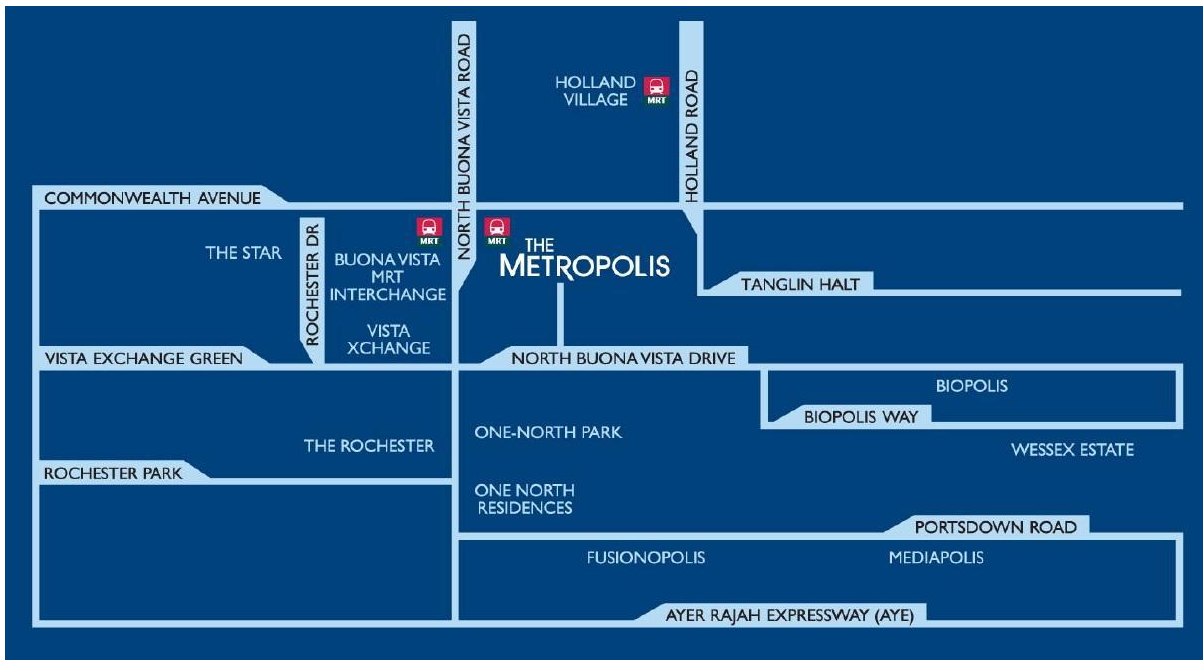 NORTH BUONA VISTA ROAD
HOLLAND
VILLAGE
MRT
HOLLAND ROAD
COMMONWEALTH AVENUE
THE STAR
ROCHESTER DR
MRT
BUONA VISTA
MRT
INTERCHANGE
VISTA
XCHANGE
MRT
THE
METROPOLIS
TANGLIN HALT
VISTA EXCHANGE GREEN
NORTH BUONA VISTA DRIVE
BIOPOLIS
BIOPOLIS WAY
THE ROCHESTER
ONE-NORTH PARK
WESSEX ESTATE
ROCHESTER PARK
ONE NORTH
RESIDENCES
PORTSDOWN ROAD
FUSIONOPOLIS
MEDIAPOLIS
AYER RAJAH EXPRESSWAY (AYE)